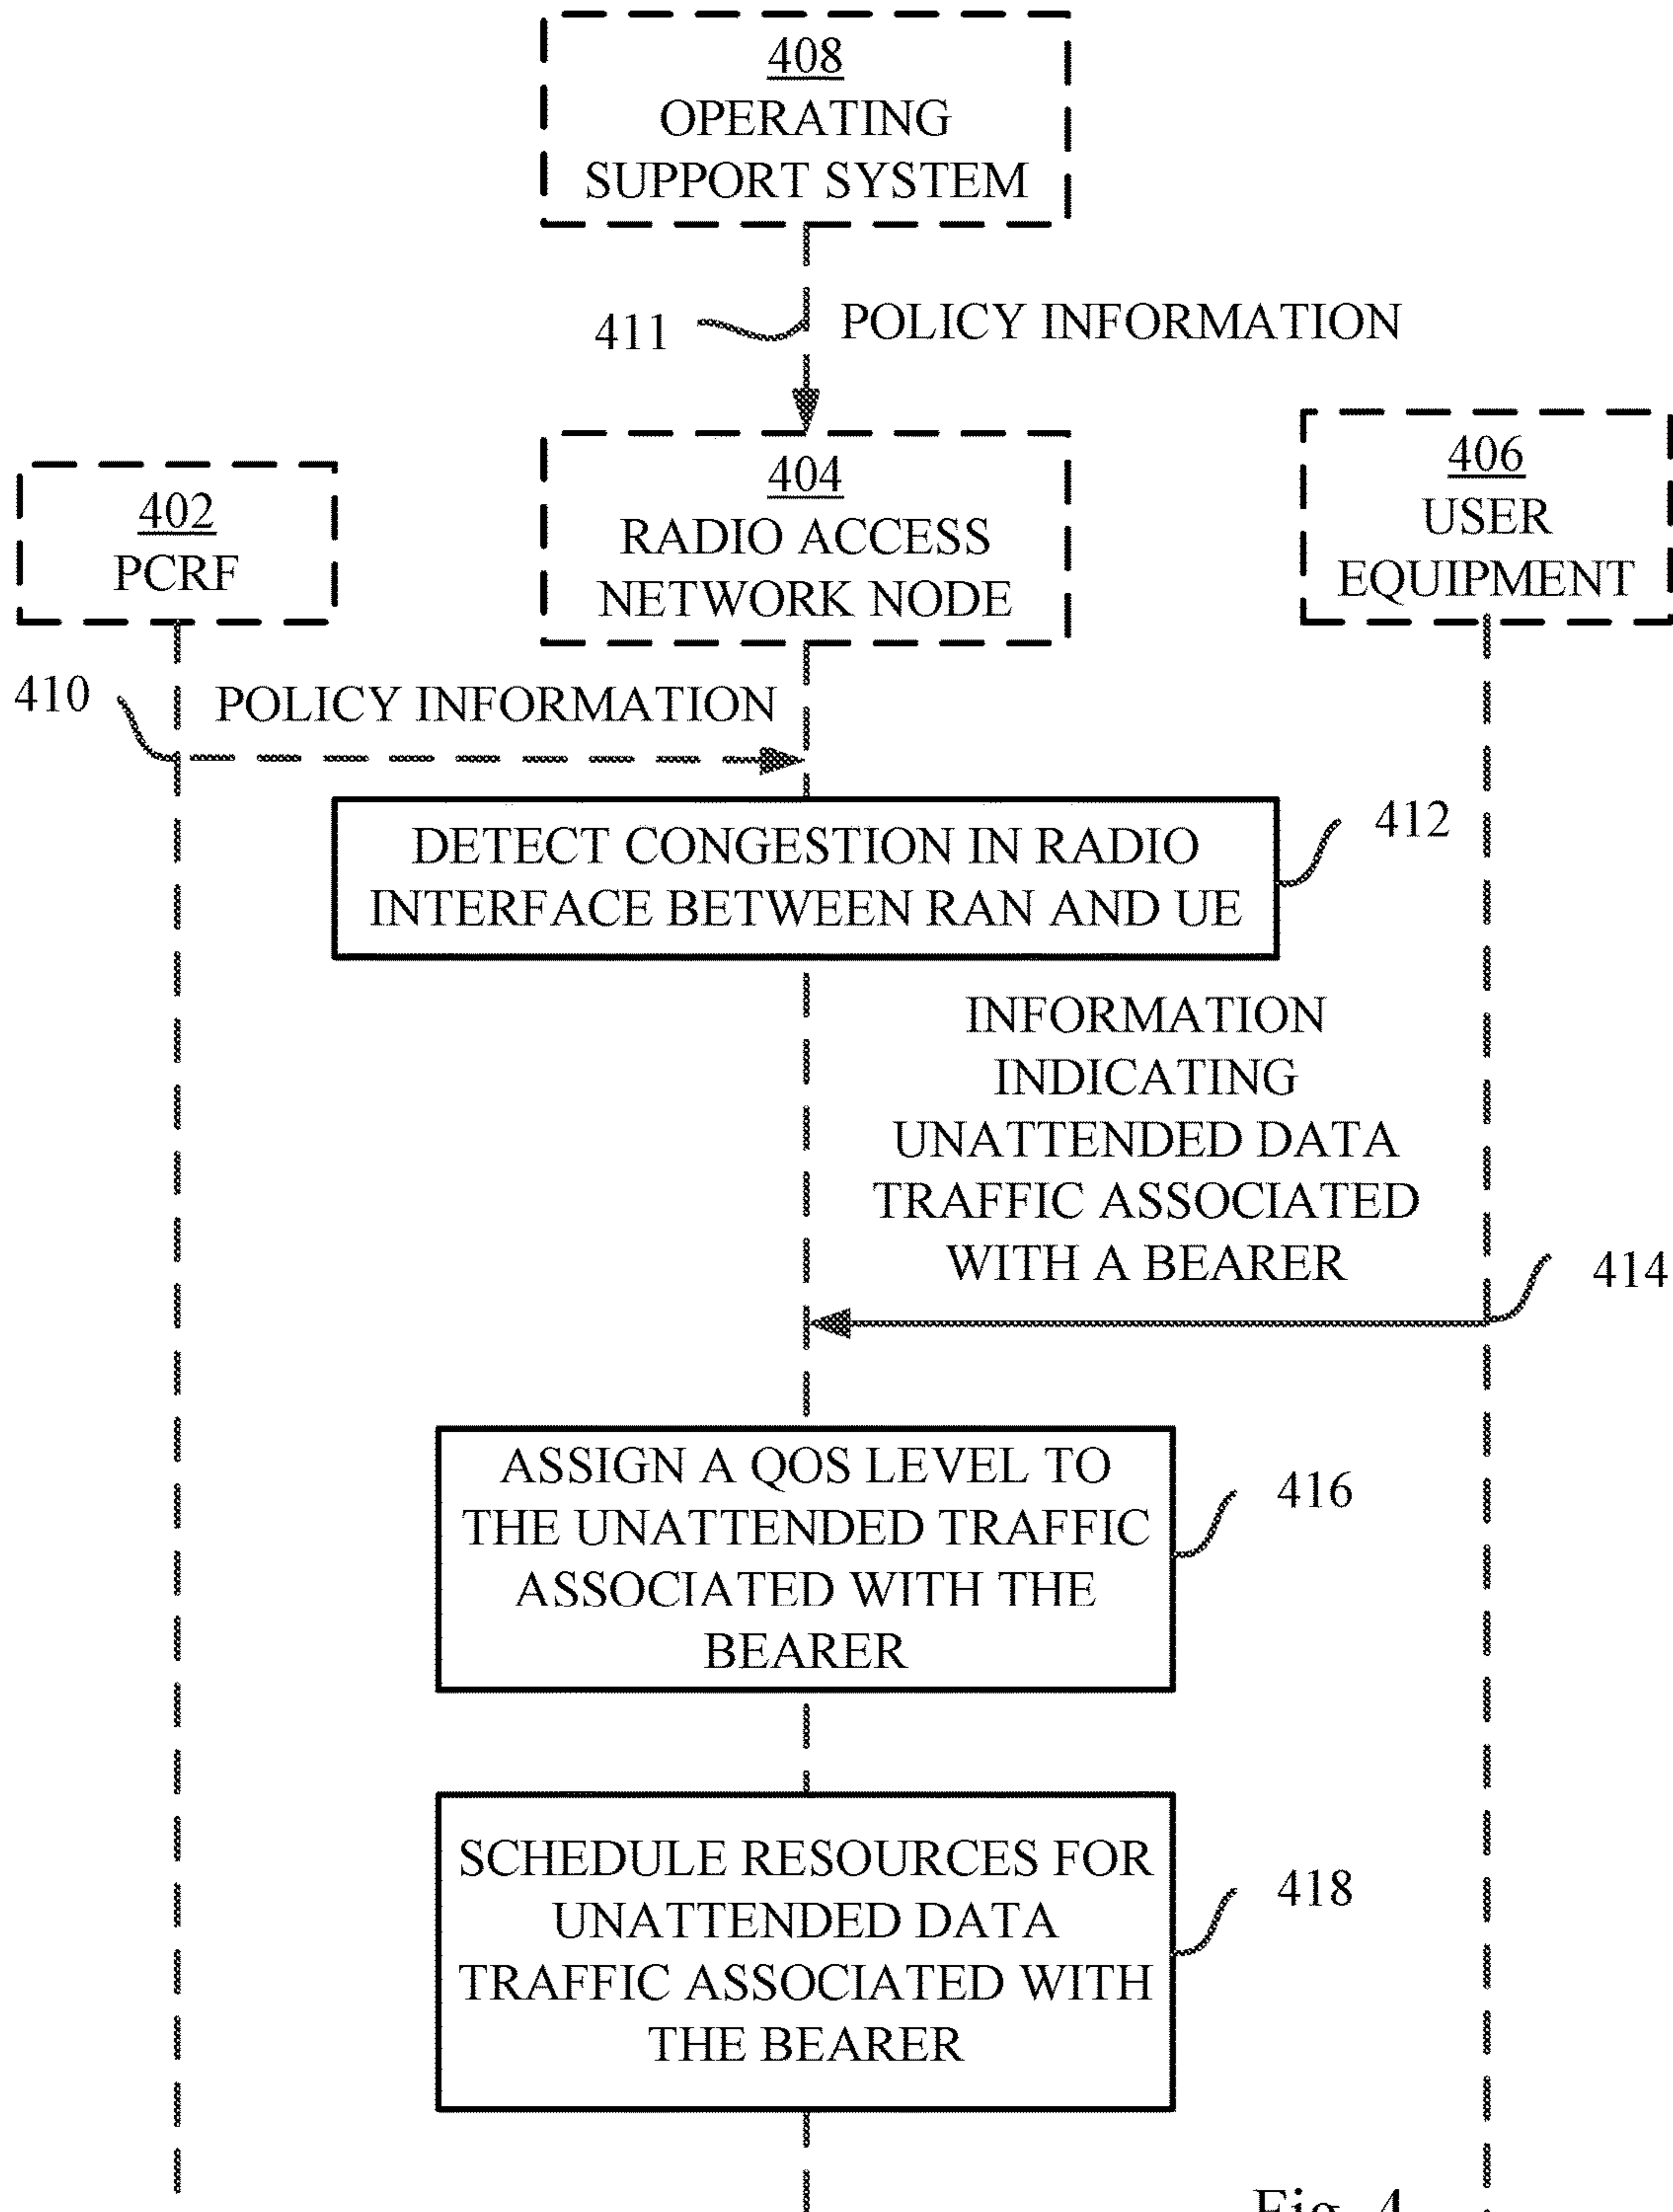 408
OPERATING
SUPPORT SYSTEM
411
POLICY INFORMATION
402
PCRF
404
RADIO ACCESS
NETWORK NODE
406
USER
EQUIPMENT
410
POLICY INFORMATION
DETECT CONGESTION IN RADIO
INTERFACE BETWEEN RAN AND UE
412
INFORMATION
INDICATING
UNATTENDED DATA
TRAFFIC ASSOCIATED
WITH A BEARER
414
ASSIGN A QOS LEVEL TO
THE UNATTENDED TRAFFIC
ASSOCIATED WITH THE
BEARER
416
SCHEDULE RESOURCES FOR
UNATTENDED DATA
TRAFFIC ASSOCIATED WITH
THE BEARER
418
Fig. 4